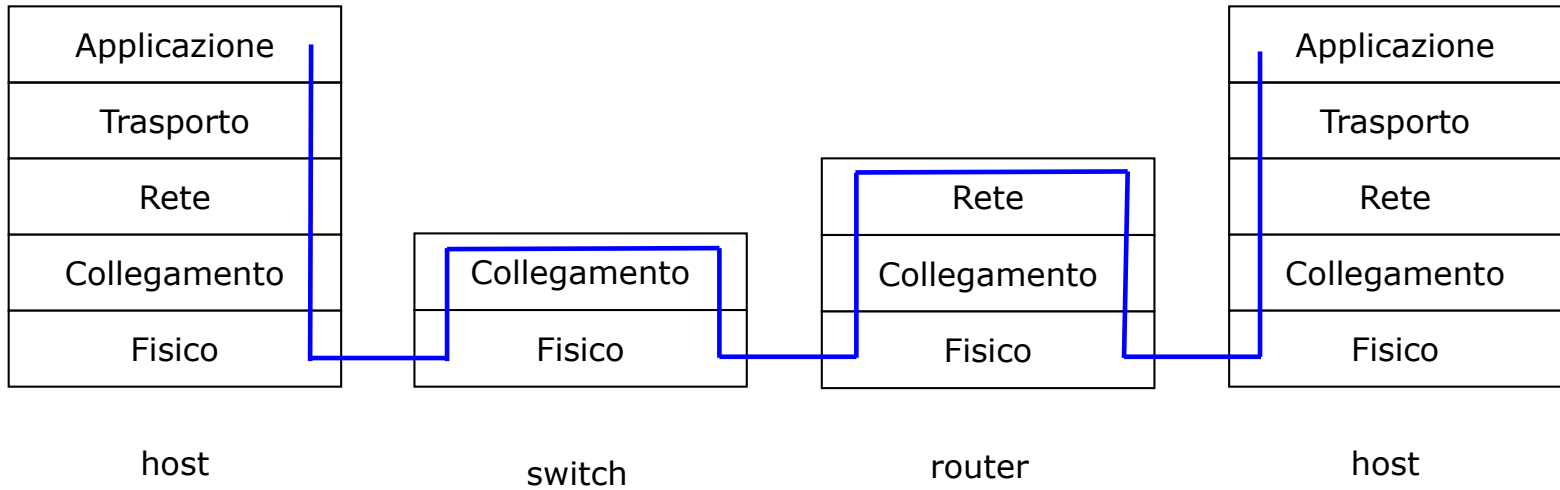 Applicazione
Trasporto
Rete
Collegamento
Fisico
host
Collegamento
Fisico
switch
Rete
Collegamento
Fisico
router
Applicazione
Trasporto
Rete
Collegamento
Fisico
host